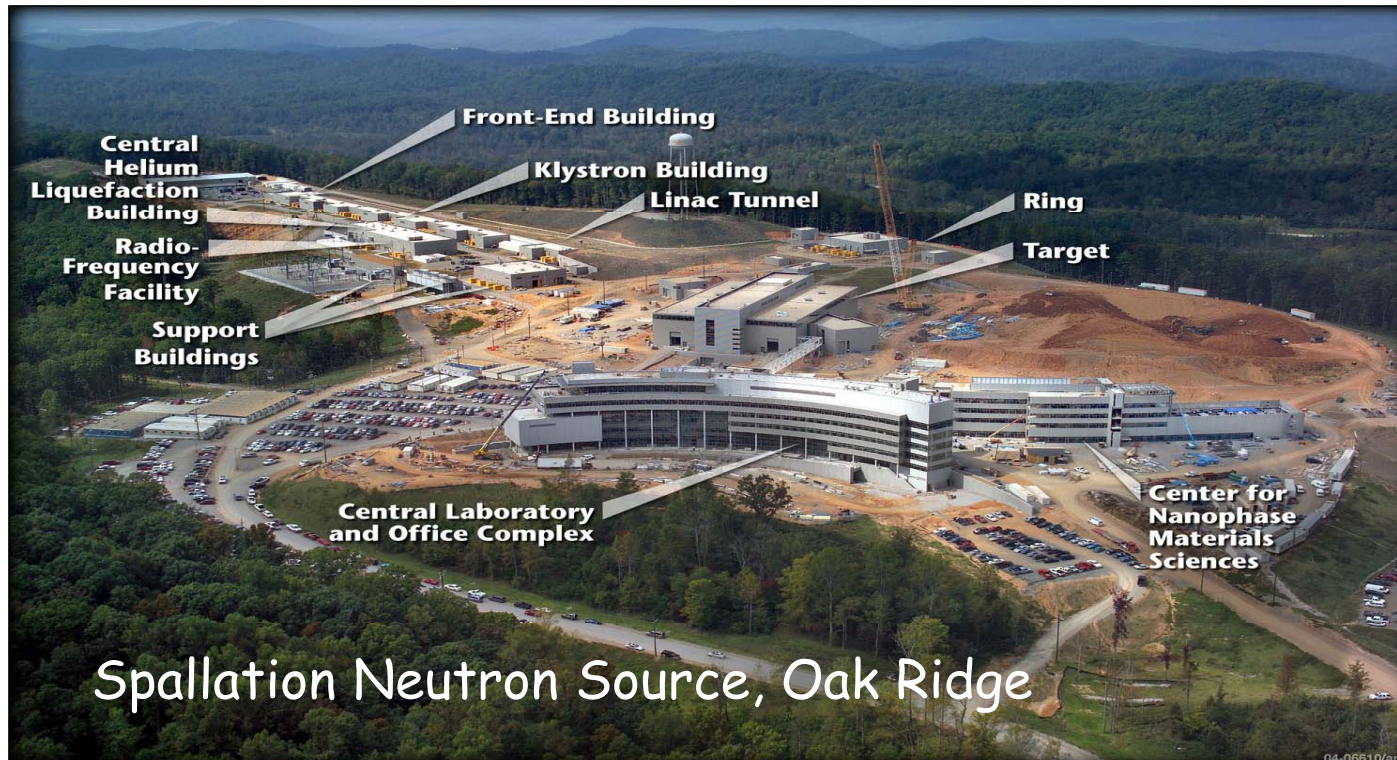 Front-End Building
Central
Helium
Liquefaction
Building
Klystron Building
Linac Tunnel
Ring
Radio-
Frequency
Facility
Target
Support
Buildings
Central Laboratory
and Office Complex
Center for
Nanophase
Materials
Sciences
Spallation Neutron Source, Oak Ridge